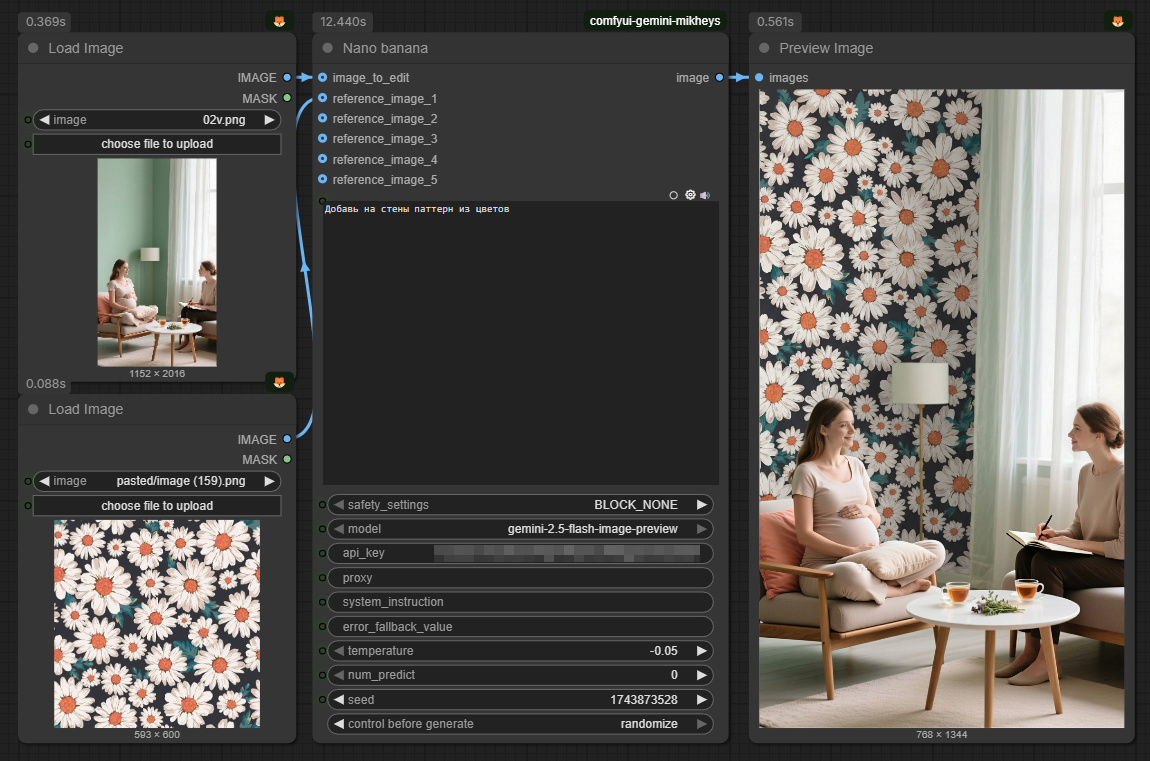 0.369s
Load Image
IMAGE
MASK
image 02v.png
choose file to upload
1152 × 2016
0.088s
Load Image
IMAGE
MASK
image pasted/image (159).png
choose file to upload
593 × 600
12.440s
comfyui-gemini-mikheys
Nano banana
image_to_edit image
reference_image_1
reference_image_2
reference_image_3
reference_image_4
reference_image_5
Добавь на стены паттерн из цветов
safety_settings BLOCK_NONE
model gemini-2.5-flash-image-preview
api_key
proxy
system_instruction
error_fallback_value
temperature -0.05
num_predict 0
seed 1743873528
control before generate randomize
0.561s
Preview Image
images
768 × 1344